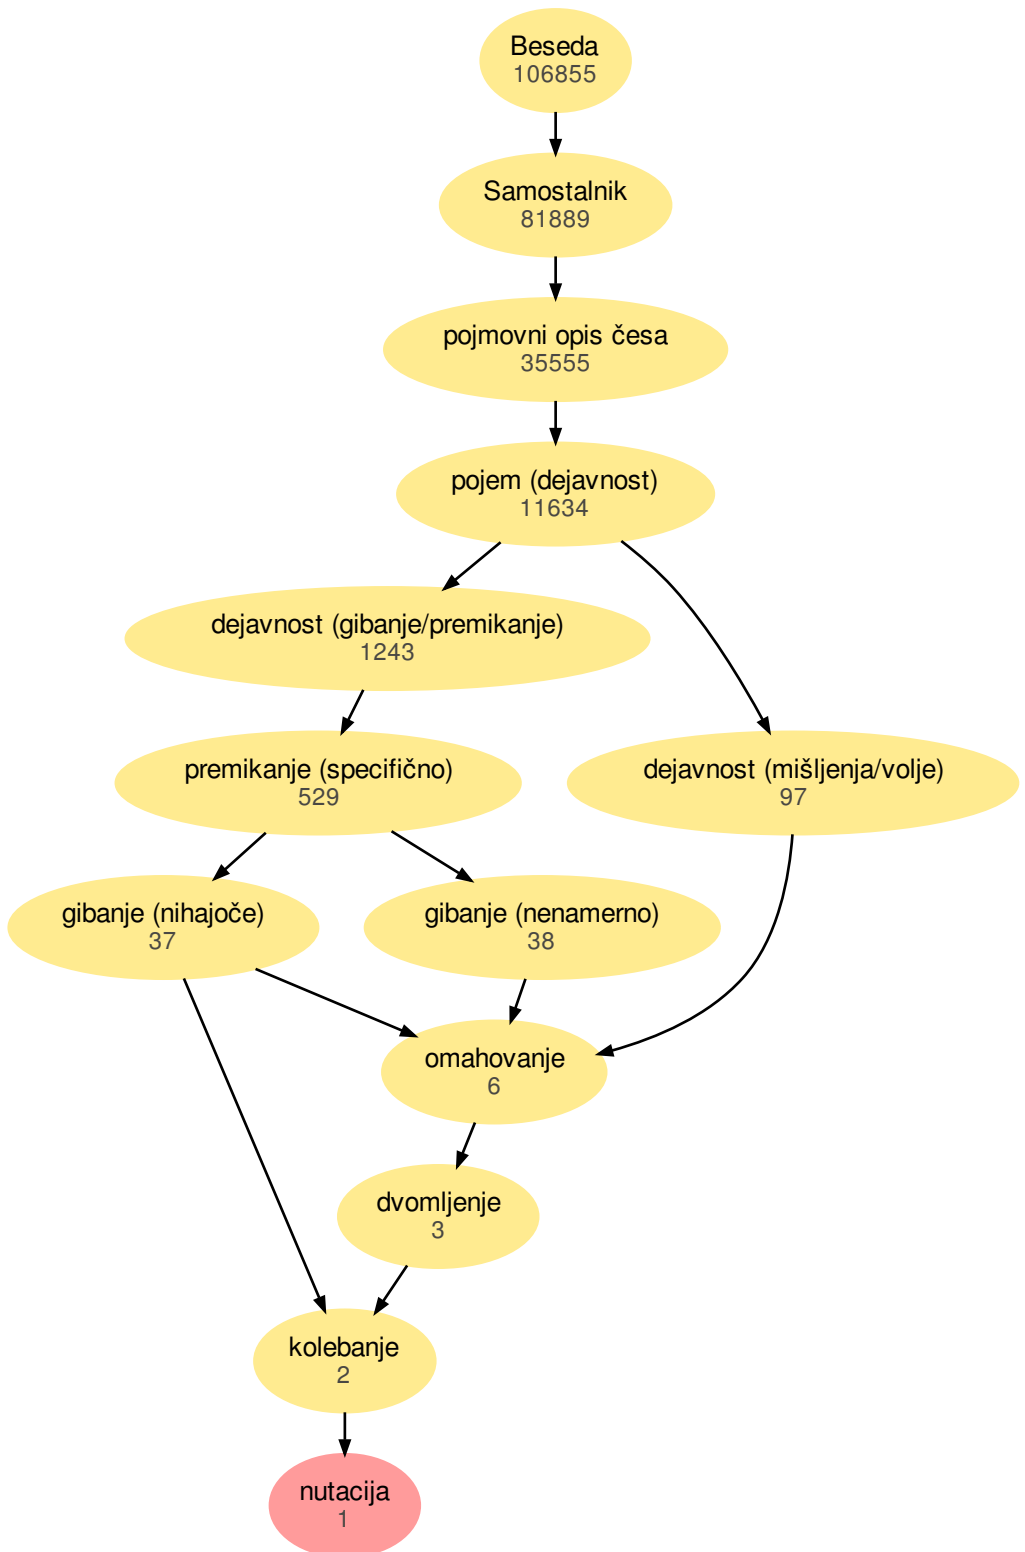 Beseda
106855
Samostalnik
81889
pojmovni opis česa
35555
pojem (dejavnost)
11634
dejavnost (gibanje/premikanje)
1243
premikanje (specifično)
529
dejavnost (mišljenja/volje)
97
gibanje (nihajoče)
37
gibanje (nenamerno)
38
omahovanje
6
dvomljenje
3
kolebanje
2
nutacija
1